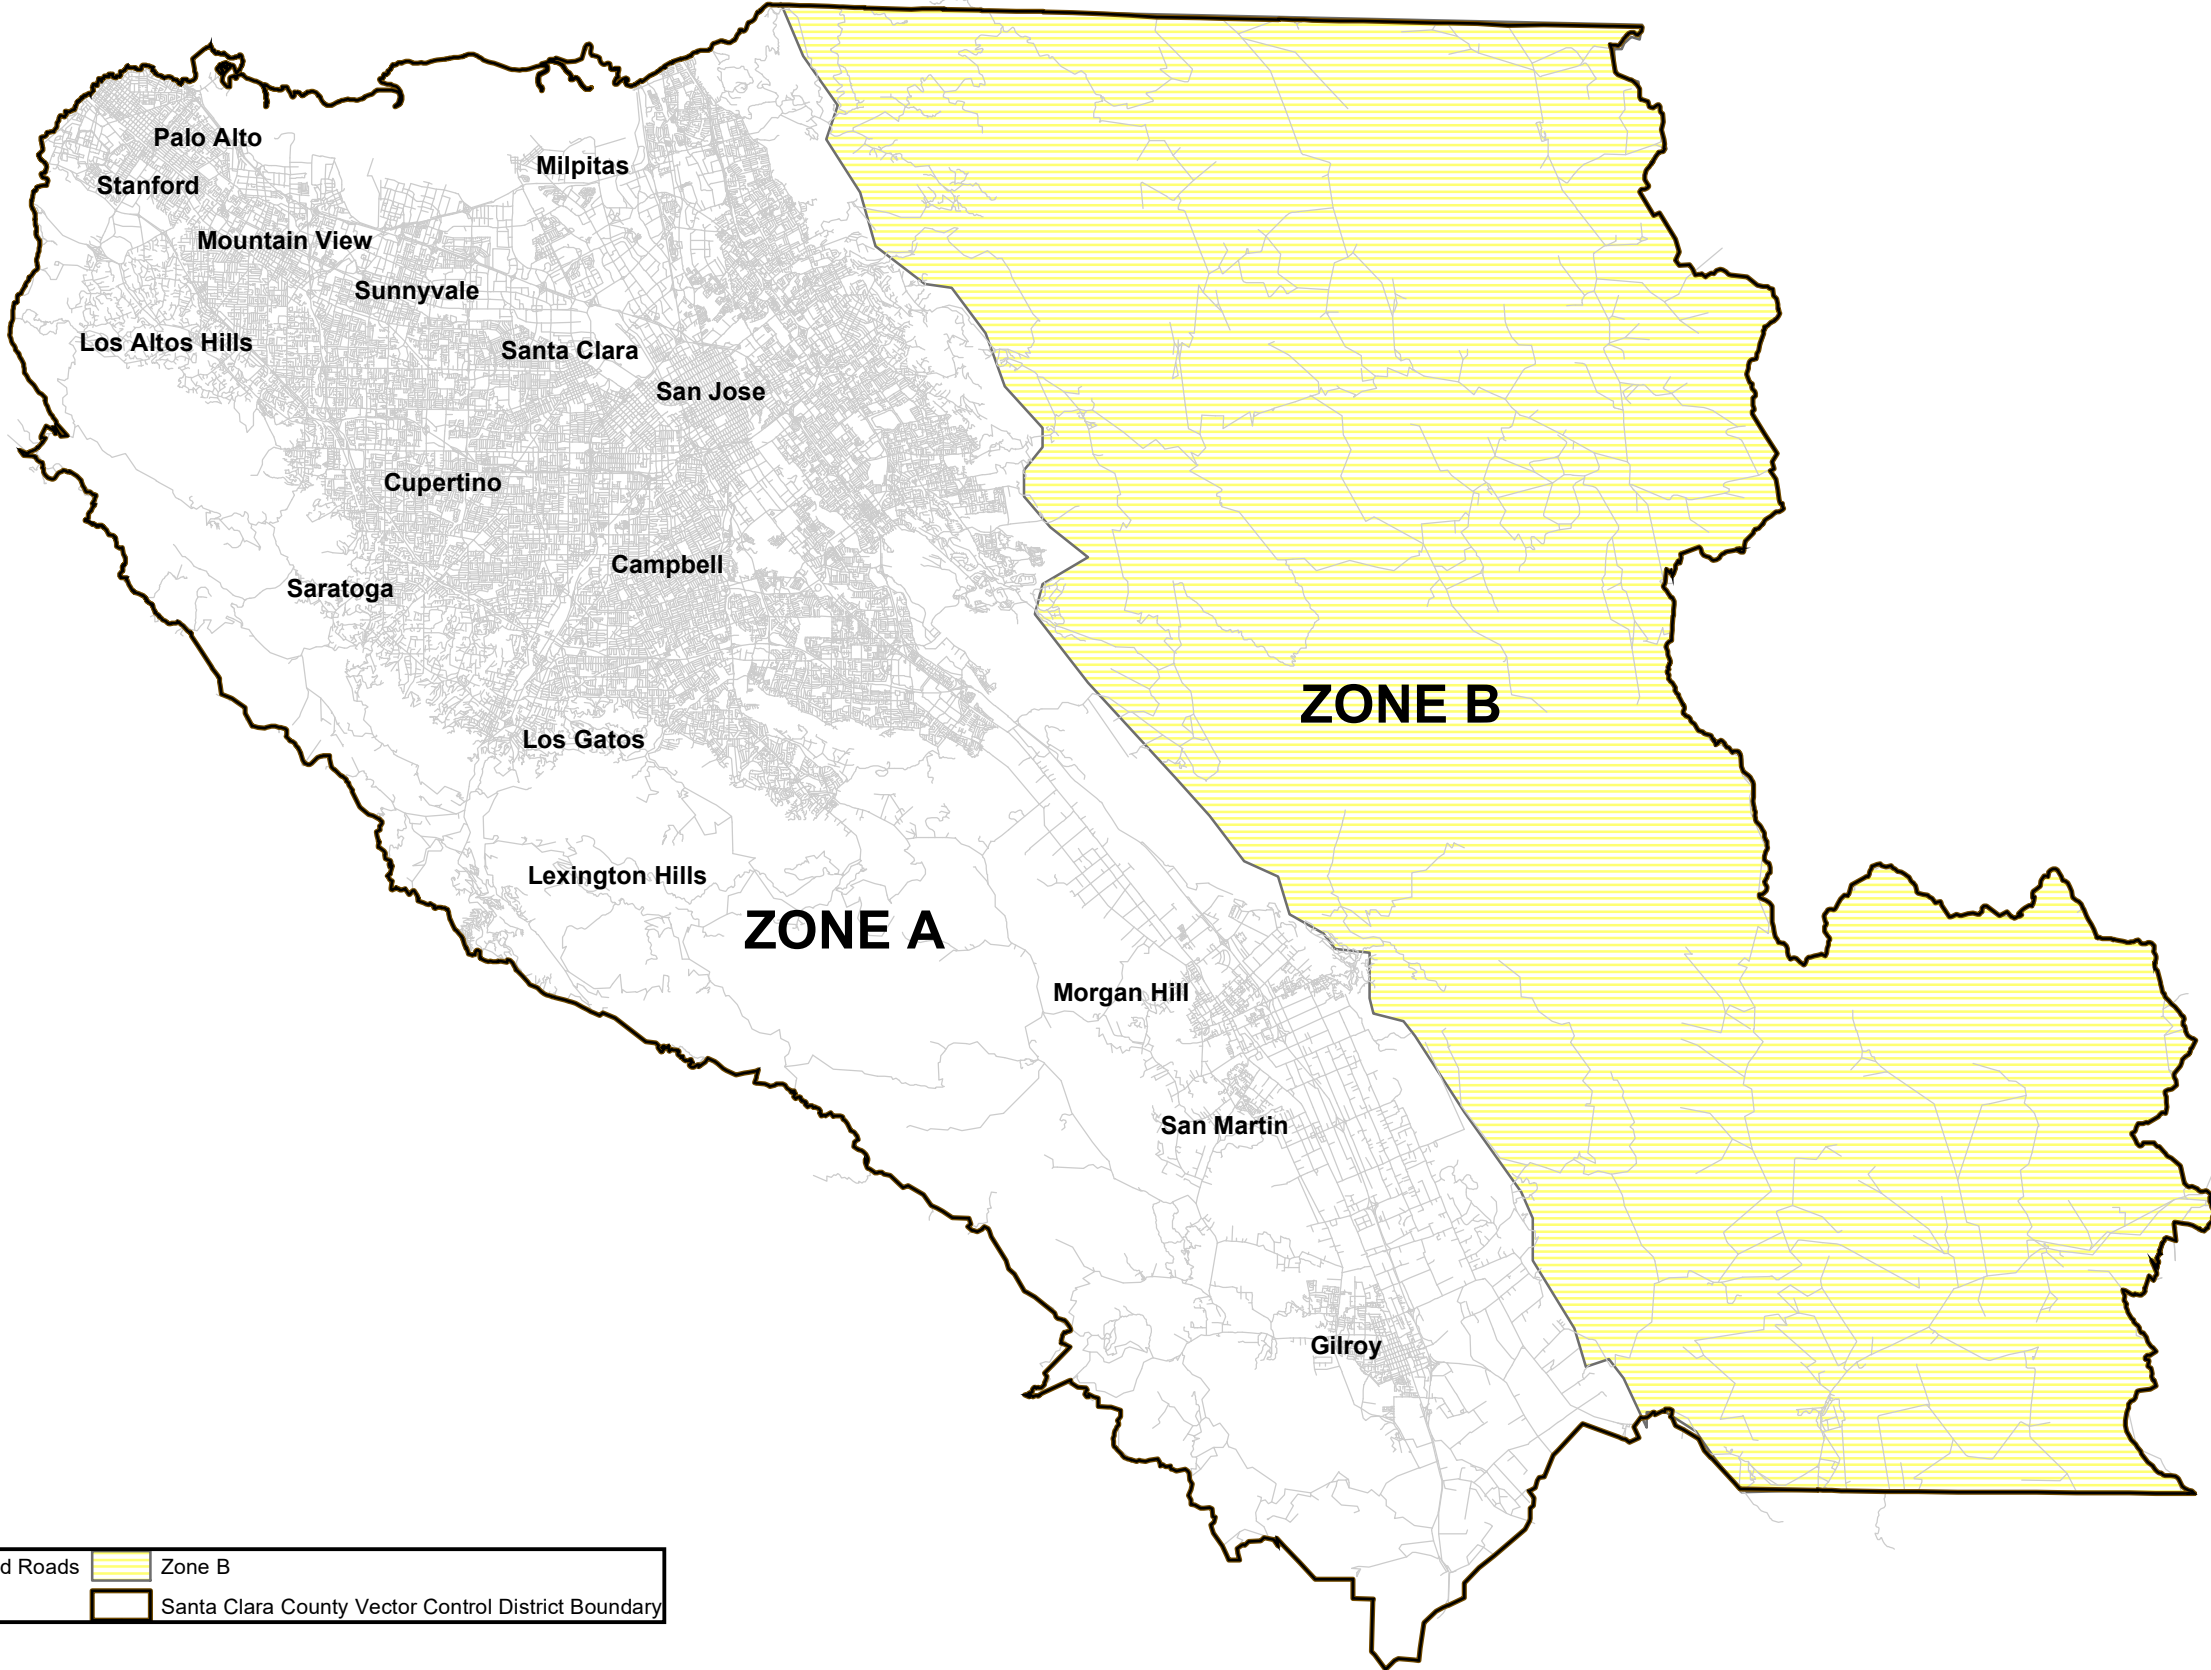 Palo Alto
Milpitas
Stanford
Mountain View
Sunnyvale
Los Altos Hills
Santa Clara
San Jose
Cupertino
Campbell
Saratoga
ZONE B
Los Gatos
Lexington Hills
ZONE A
Morgan Hill
San Martin
Gilroy
d Roads
Zone B
Santa Clara County Vector Control District Boundary